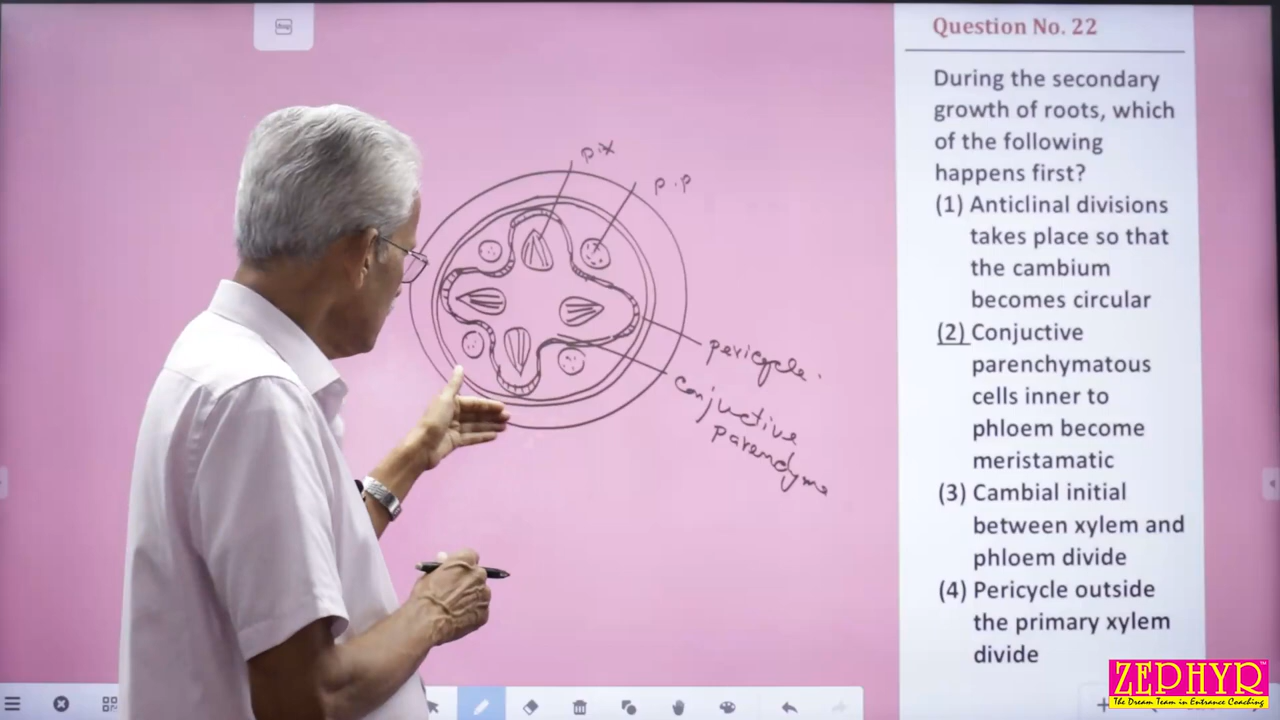 Question No. 22
During the secondary
growth of roots, which
of the following
happens first?
(1) Anticlinal divisions
takes place so that
the cambium
becomes circular
(2) Conjuctive
parenchymatous
cells inner to
phloem become
meristamatic
(3) Cambial initial
between xylem and
phloem divide
(4) Pericycle outside
the primary xylem
divide
p.x
p.p
pericycle.
conjuctive
parenchyma
ZEPHYR™
The Dream Team in Entrance Coaching